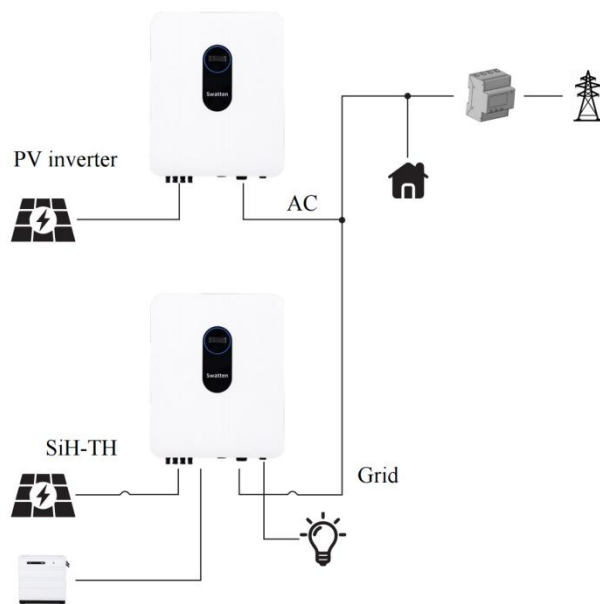 Swatten
PV inverter
AC
Swatten
SiH-TH
Grid